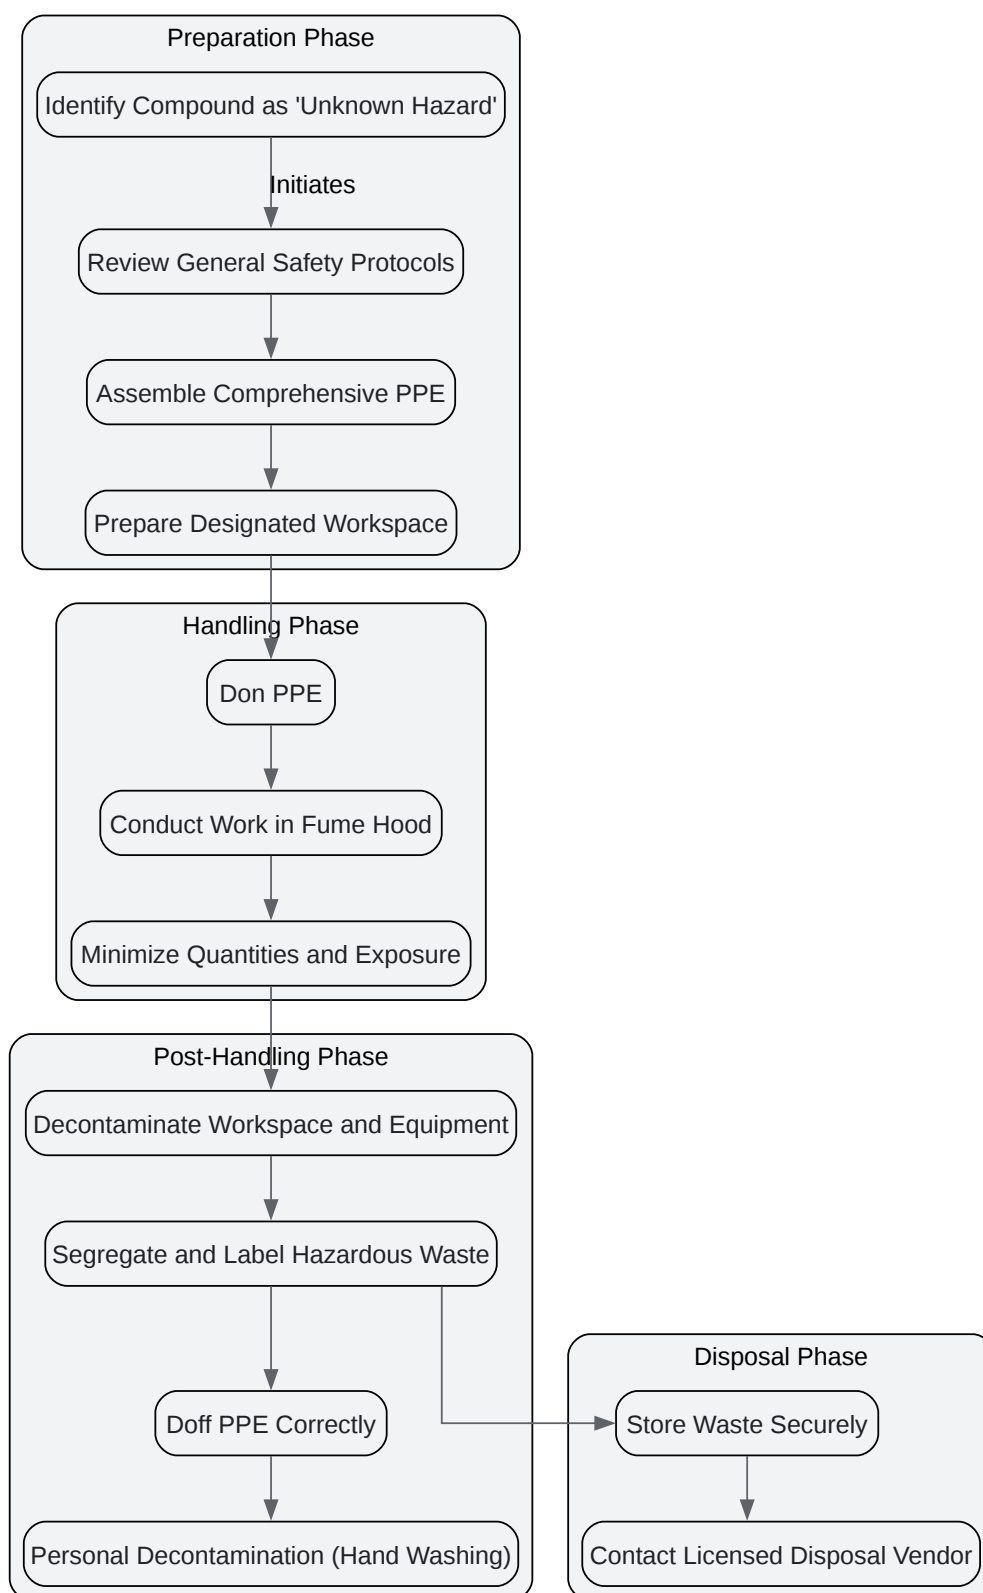 Preparation Phase
Identify Compound as 'Unknown Hazard'
Initiates
Review General Safety Protocols
Assemble Comprehensive PPE
Prepare Designated Workspace
Handling Phase
Don PPE
Conduct Work in Fume Hood
Minimize Quantities and Exposure
Post-Handling Phase
Decontaminate Workspace and Equipment
Segregate and Label Hazardous Waste
Doff PPE Correctly
Personal Decontamination (Hand Washing)
Disposal Phase
Store Waste Securely
Contact Licensed Disposal Vendor